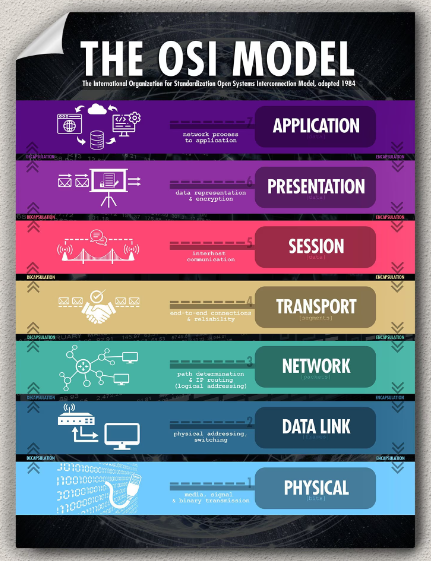 THE OSI MODEL
The International Organization for Standardization Open Systems Interconnection Model, adopted 1984
7
network process
to application
APPLICATION
ENCAPSULATION ENCAPSULATION
6
data representation
& encryption
PRESENTATION
ENCAPSULATION ENCAPSULATION
5
interhost
communication
SESSION
ENCAPSULATION ENCAPSULATION
4
end-to-end connections
& reliability
TRANSPORT
[segments]
ENCAPSULATION ENCAPSULATION
3
path determination
& IP routing
(logical addressing)
NETWORK
ENCAPSULATION ENCAPSULATION
2
physical addressing,
switching
DATA LINK
ENCAPSULATION ENCAPSULATION
1
media, signal
& binary transmission
PHYSICAL
[bits]